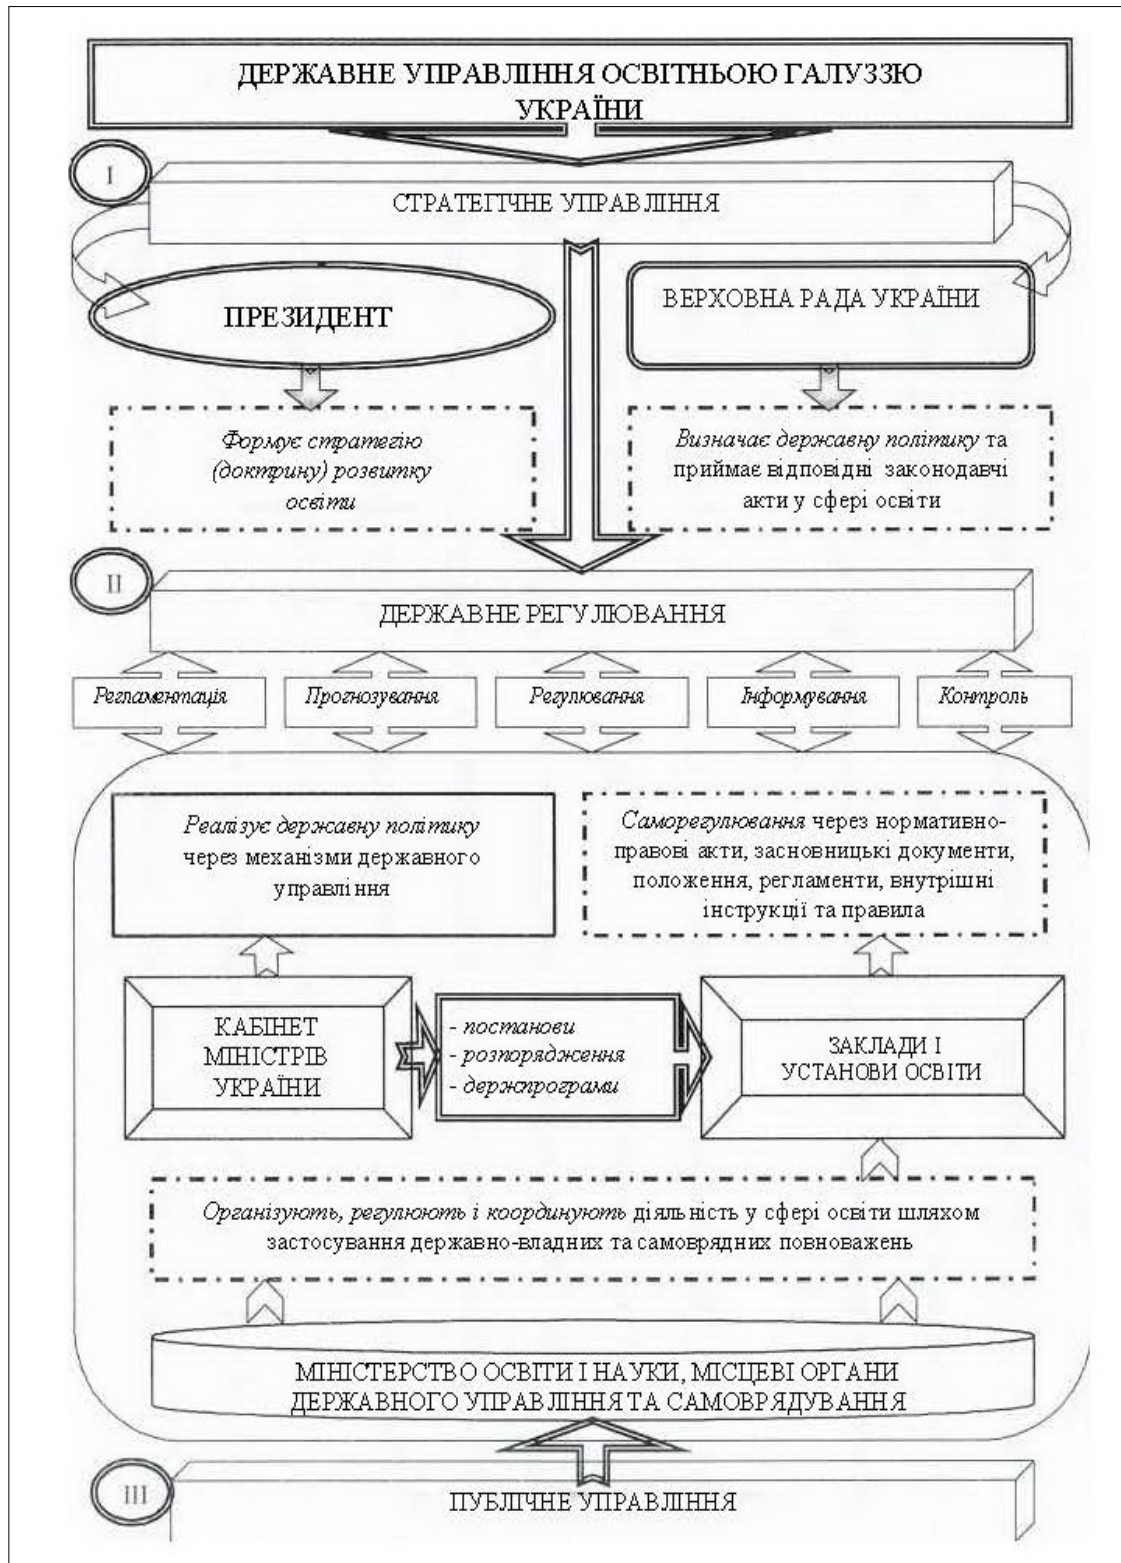 ДЕРЖАВНЕ УПРАВЛІННЯ ОСВІТНЬОЮ ГАЛУЗЗЮ
УКРАЇНИ
I
СТРАТЕГІЧНЕ УПРАВЛІННЯ
ПРЕЗИДЕНТ
ВЕРХОВНА РАДА УКРАЇНИ
Формує стратегію
(доктрину) розвитку
освіти
Визначає державну політику та
приймає відповідні законодавчі
акти у сфері освіти
II
ДЕРЖАВНЕ РЕГУЛЮВАННЯ
Регламентація
Прогнозування
Регулювання
Інформування
Контроль
Реалізує державну політику
через механізми державного
управління
Саморегулювання через нормативно-
правові акти, засновницькі документи,
положення, регламенти, внутрішні
інструкції та правила
КАБІНЕТ
МІНІСТРІВ
УКРАЇНИ
- постанови
- розпорядження
- держпрограми
ЗАКЛАДИ І
УСТАНОВИ ОСВІТИ
Організують, регулюють і координують діяльність у сфері освіти шляхом
застосування державно-владних та самоврядних повноважень
МІНІСТЕРСТВО ОСВІТИ І НАУКИ, МІСЦЕВІ ОРГАНИ
ДЕРЖАВНОГО УПРАВЛІННЯ ТА САМОВРЯДУВАННЯ
III
ПУБЛІЧНЕ УПРАВЛІННЯ